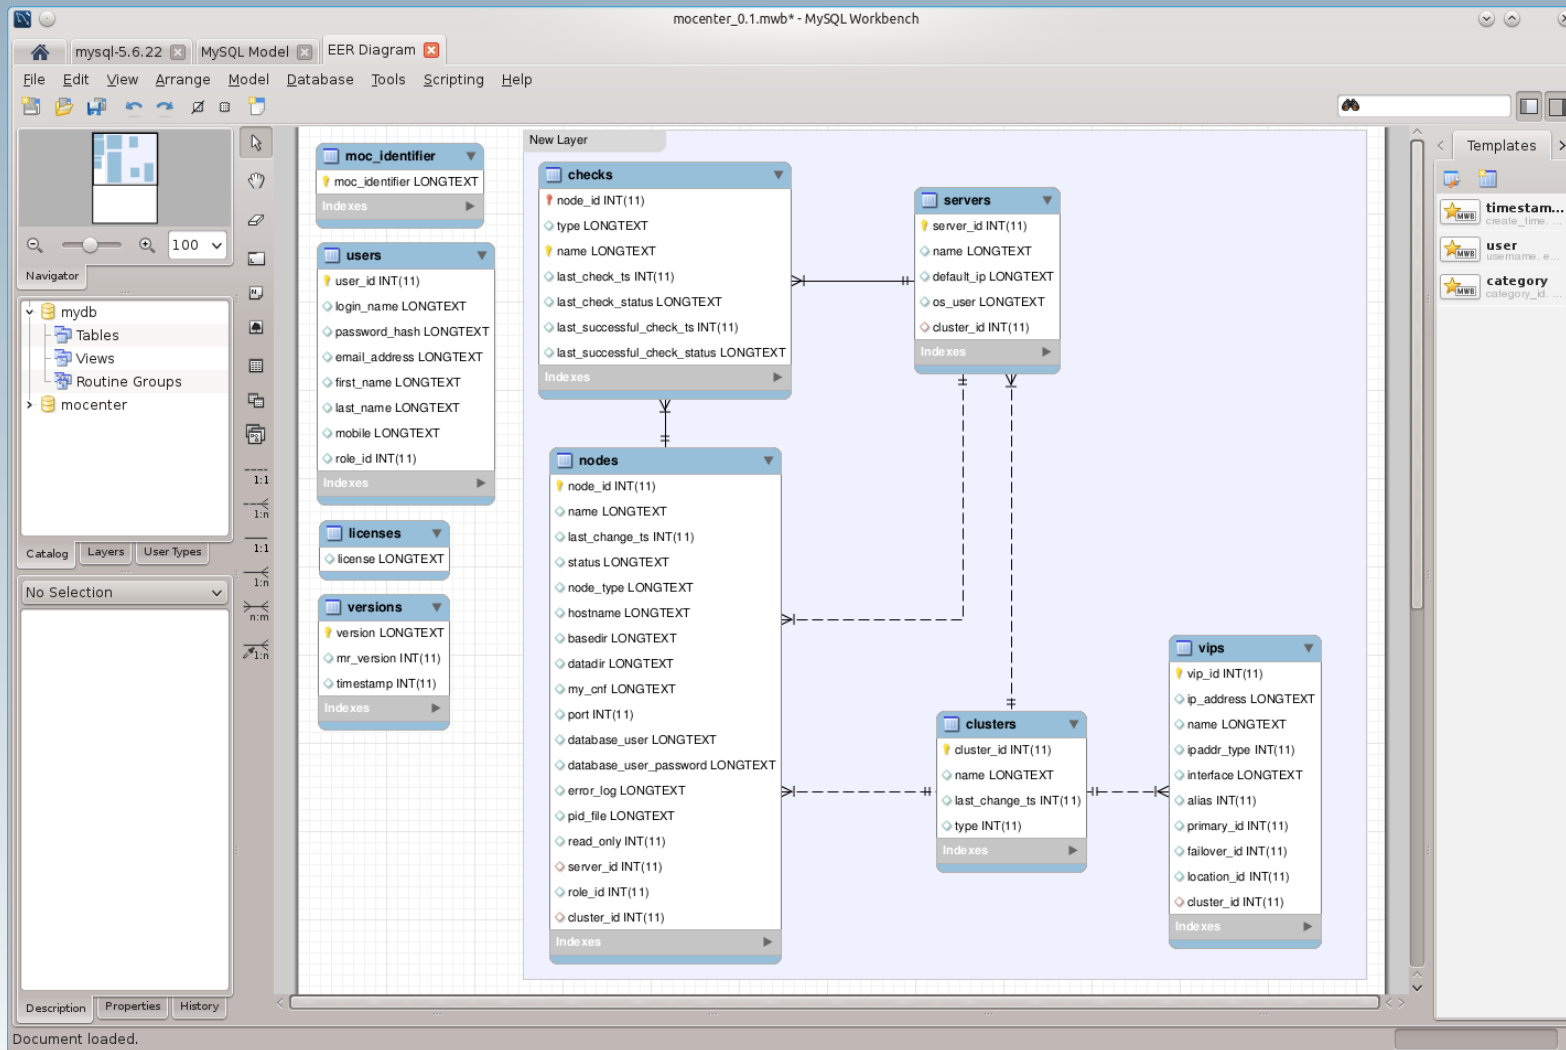 mocenter_0.1.mwb* - MySQL Workbench
mysql-5.6.22
MySQL Model
EER Diagram
File Edit View Arrange Model Database Tools Scripting Help
100
Navigator
mydb
Tables
Views
Routine Groups
mocenter
Catalog
Layers
User Types
No Selection
Description
Properties
History
1:1
1:n
1:1
1:n
n:m
1:n
moc_identifier
moc_identifier LONGTEXT
Indexes
users
user_id INT(11)
login_name LONGTEXT
password_hash LONGTEXT
email_address LONGTEXT
first_name LONGTEXT
last_name LONGTEXT
mobile LONGTEXT
role_id INT(11)
Indexes
licenses
license LONGTEXT
versions
version LONGTEXT
mr_version INT(11)
timestamp INT(11)
Indexes
New Layer
checks
node_id INT(11)
type LONGTEXT
name LONGTEXT
last_check_ts INT(11)
last_check_status LONGTEXT
last_successful_check_ts INT(11)
last_successful_check_status LONGTEXT
Indexes
nodes
node_id INT(11)
name LONGTEXT
last_change_ts INT(11)
status LONGTEXT
node_type LONGTEXT
hostname LONGTEXT
basedir LONGTEXT
datadir LONGTEXT
my_cnf LONGTEXT
port INT(11)
database_user LONGTEXT
database_user_password LONGTEXT
error_log LONGTEXT
pid_file LONGTEXT
read_only INT(11)
server_id INT(11)
role_id INT(11)
cluster_id INT(11)
Indexes
servers
server_id INT(11)
name LONGTEXT
default_ip LONGTEXT
os_user LONGTEXT
cluster_id INT(11)
Indexes
clusters
cluster_id INT(11)
name LONGTEXT
last_change_ts INT(11)
type INT(11)
Indexes
vips
vip_id INT(11)
ip_address LONGTEXT
name LONGTEXT
ipaddr_type INT(11)
interface LONGTEXT
alias INT(11)
primary_id INT(11)
failover_id INT(11)
location_id INT(11)
cluster_id INT(11)
Indexes
Templates
MWB
timestam...
create_time, ...
MWB
user
username, e...
MWB
category
category_id, ...
Document loaded.